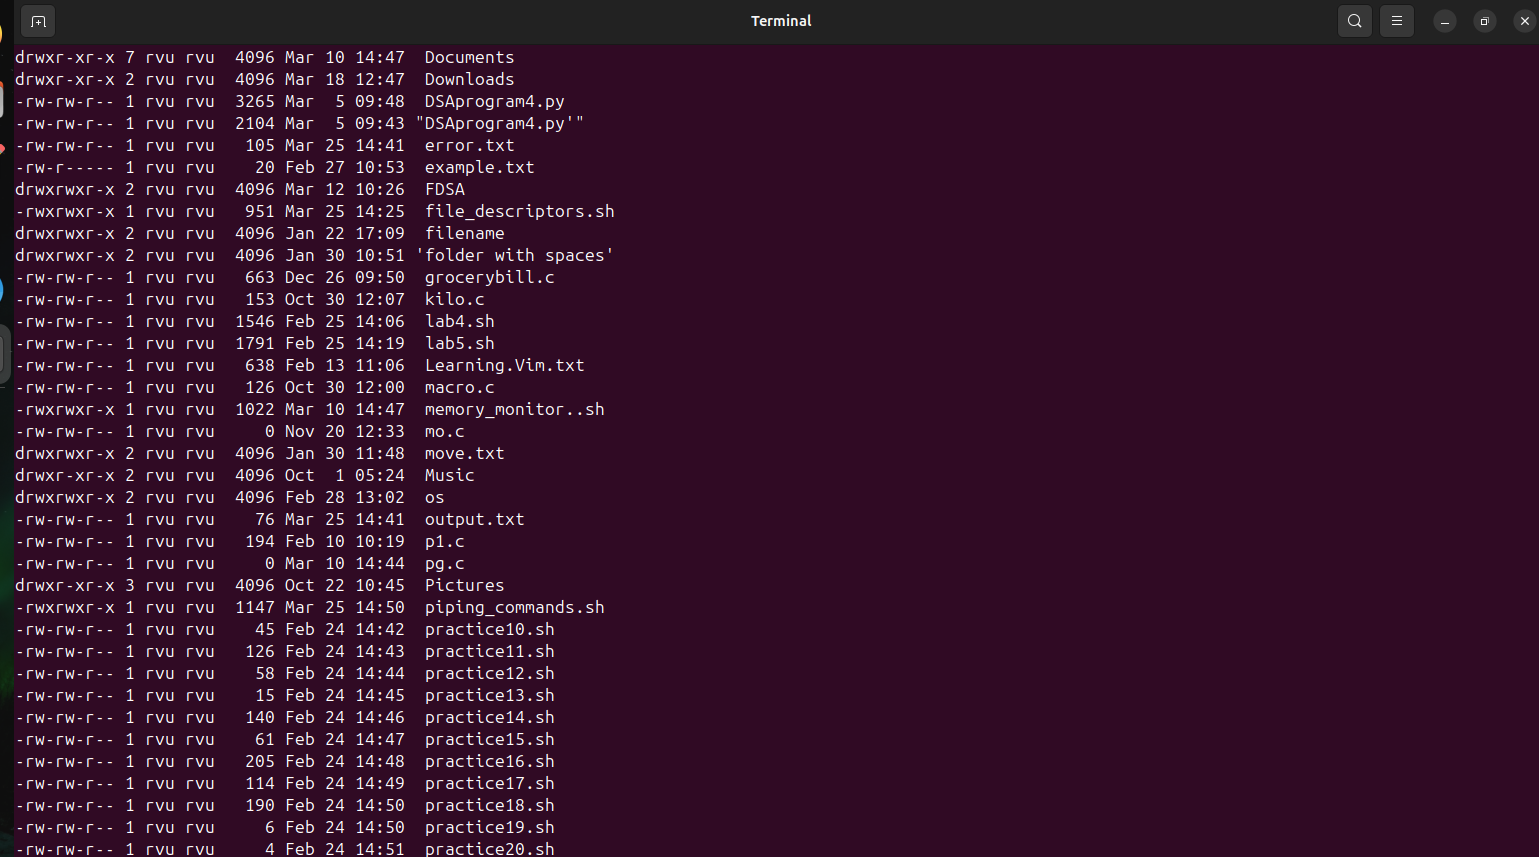 Terminal
drwxr-xr-x 7 rvu rvu  4096 Mar 10 14:47  Documents
drwxr-xr-x 2 rvu rvu  4096 Mar 18 12:47  Downloads
-rw-rw-r-- 1 rvu rvu  3265 Mar  5 09:48  DSAprogram4.py
-rw-rw-r-- 1 rvu rvu  2104 Mar  5 09:43 "DSAprogram4.py'"
-rw-rw-r-- 1 rvu rvu   105 Mar 25 14:41  error.txt
-rw-r----- 1 rvu rvu    20 Feb 27 10:53  example.txt
drwxrwxr-x 2 rvu rvu  4096 Mar 12 10:26  FDSA
-rwxrwxr-x 1 rvu rvu   951 Mar 25 14:25  file_descriptors.sh
drwxrwxr-x 2 rvu rvu  4096 Jan 22 17:09  filename
drwxrwxr-x 2 rvu rvu  4096 Jan 30 10:51 'folder with spaces'
-rw-rw-r-- 1 rvu rvu   663 Dec 26 09:50  grocerybill.c
-rw-rw-r-- 1 rvu rvu   153 Oct 30 12:07  kilo.c
-rw-rw-r-- 1 rvu rvu  1546 Feb 25 14:06  lab4.sh
-rw-rw-r-- 1 rvu rvu  1791 Feb 25 14:19  lab5.sh
-rw-rw-r-- 1 rvu rvu   638 Feb 13 11:06  Learning.Vim.txt
-rw-rw-r-- 1 rvu rvu   126 Oct 30 12:00  macro.c
-rwxrwxr-x 1 rvu rvu  1022 Mar 10 14:47  memory_monitor..sh
-rw-rw-r-- 1 rvu rvu     0 Nov 20 12:33  mo.c
drwxrwxr-x 2 rvu rvu  4096 Jan 30 11:48  move.txt
drwxr-xr-x 2 rvu rvu  4096 Oct  1 05:24  Music
drwxrwxr-x 2 rvu rvu  4096 Feb 28 13:02  os
-rw-rw-r-- 1 rvu rvu    76 Mar 25 14:41  output.txt
-rw-rw-r-- 1 rvu rvu   194 Feb 10 10:19  p1.c
-rw-rw-r-- 1 rvu rvu     0 Mar 10 14:44  pg.c
drwxr-xr-x 3 rvu rvu  4096 Oct 22 10:45  Pictures
-rwxrwxr-x 1 rvu rvu  1147 Mar 25 14:50  piping_commands.sh
-rw-rw-r-- 1 rvu rvu    45 Feb 24 14:42  practice10.sh
-rw-rw-r-- 1 rvu rvu   126 Feb 24 14:43  practice11.sh
-rw-rw-r-- 1 rvu rvu    58 Feb 24 14:44  practice12.sh
-rw-rw-r-- 1 rvu rvu    15 Feb 24 14:45  practice13.sh
-rw-rw-r-- 1 rvu rvu   140 Feb 24 14:46  practice14.sh
-rw-rw-r-- 1 rvu rvu    61 Feb 24 14:47  practice15.sh
-rw-rw-r-- 1 rvu rvu   205 Feb 24 14:48  practice16.sh
-rw-rw-r-- 1 rvu rvu   114 Feb 24 14:49  practice17.sh
-rw-rw-r-- 1 rvu rvu   190 Feb 24 14:50  practice18.sh
-rw-rw-r-- 1 rvu rvu     6 Feb 24 14:50  practice19.sh
-rw-rw-r-- 1 rvu rvu     4 Feb 24 14:51  practice20.sh